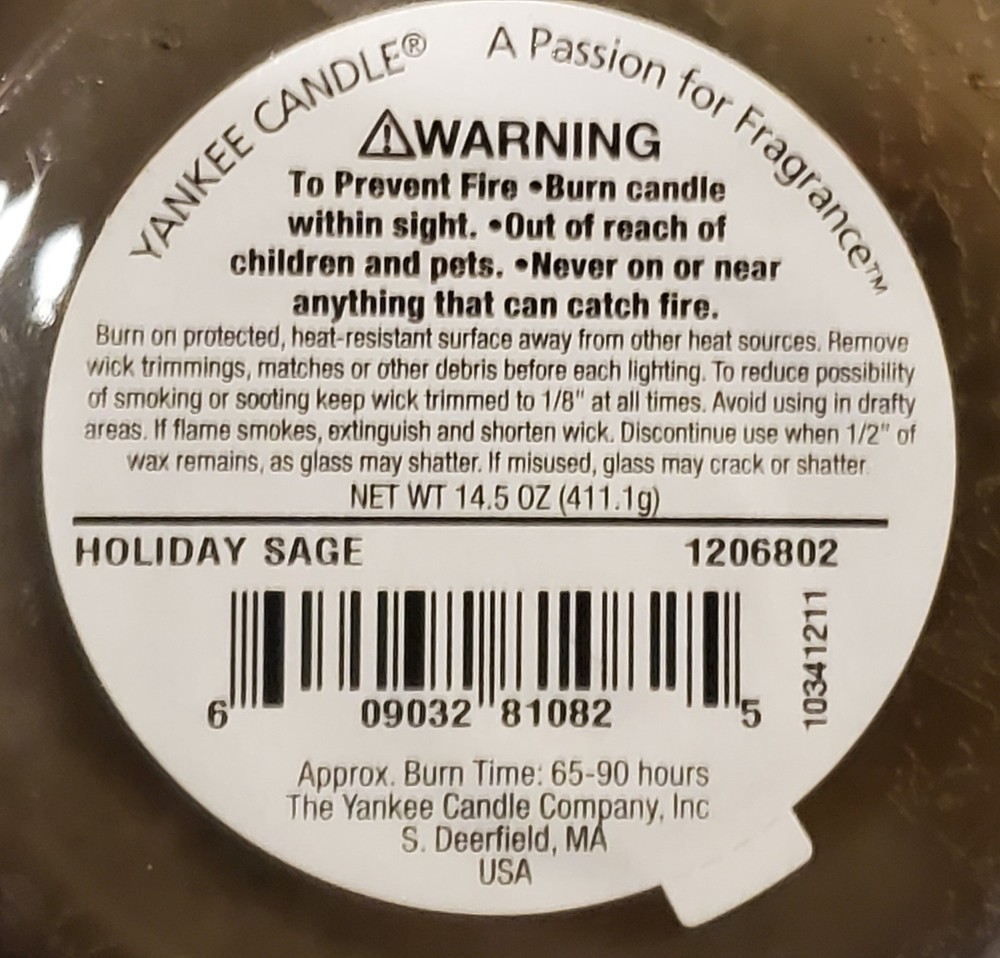 YANKEE CANDLE® A Passion for Fragrance™
⚠WARNING
To Prevent Fire •Burn candle
within sight. •Out of reach of
children and pets. •Never on or near
anything that can catch fire.
Burn on protected, heat-resistant surface away from other heat sources. Remove
wick trimmings, matches or other debris before each lighting. To reduce possibility
of smoking or sooting keep wick trimmed to 1/8" at all times. Avoid using in drafty
areas. If flame smokes, extinguish and shorten wick. Discontinue use when 1/2" of
wax remains, as glass may shatter. If misused, glass may crack or shatter.
NET WT 14.5 OZ (411.1g)
HOLIDAY SAGE 1206802
6 09032 81082 5
10341211
Approx. Burn Time: 65-90 hours
The Yankee Candle Company, Inc
S. Deerfield, MA
USA